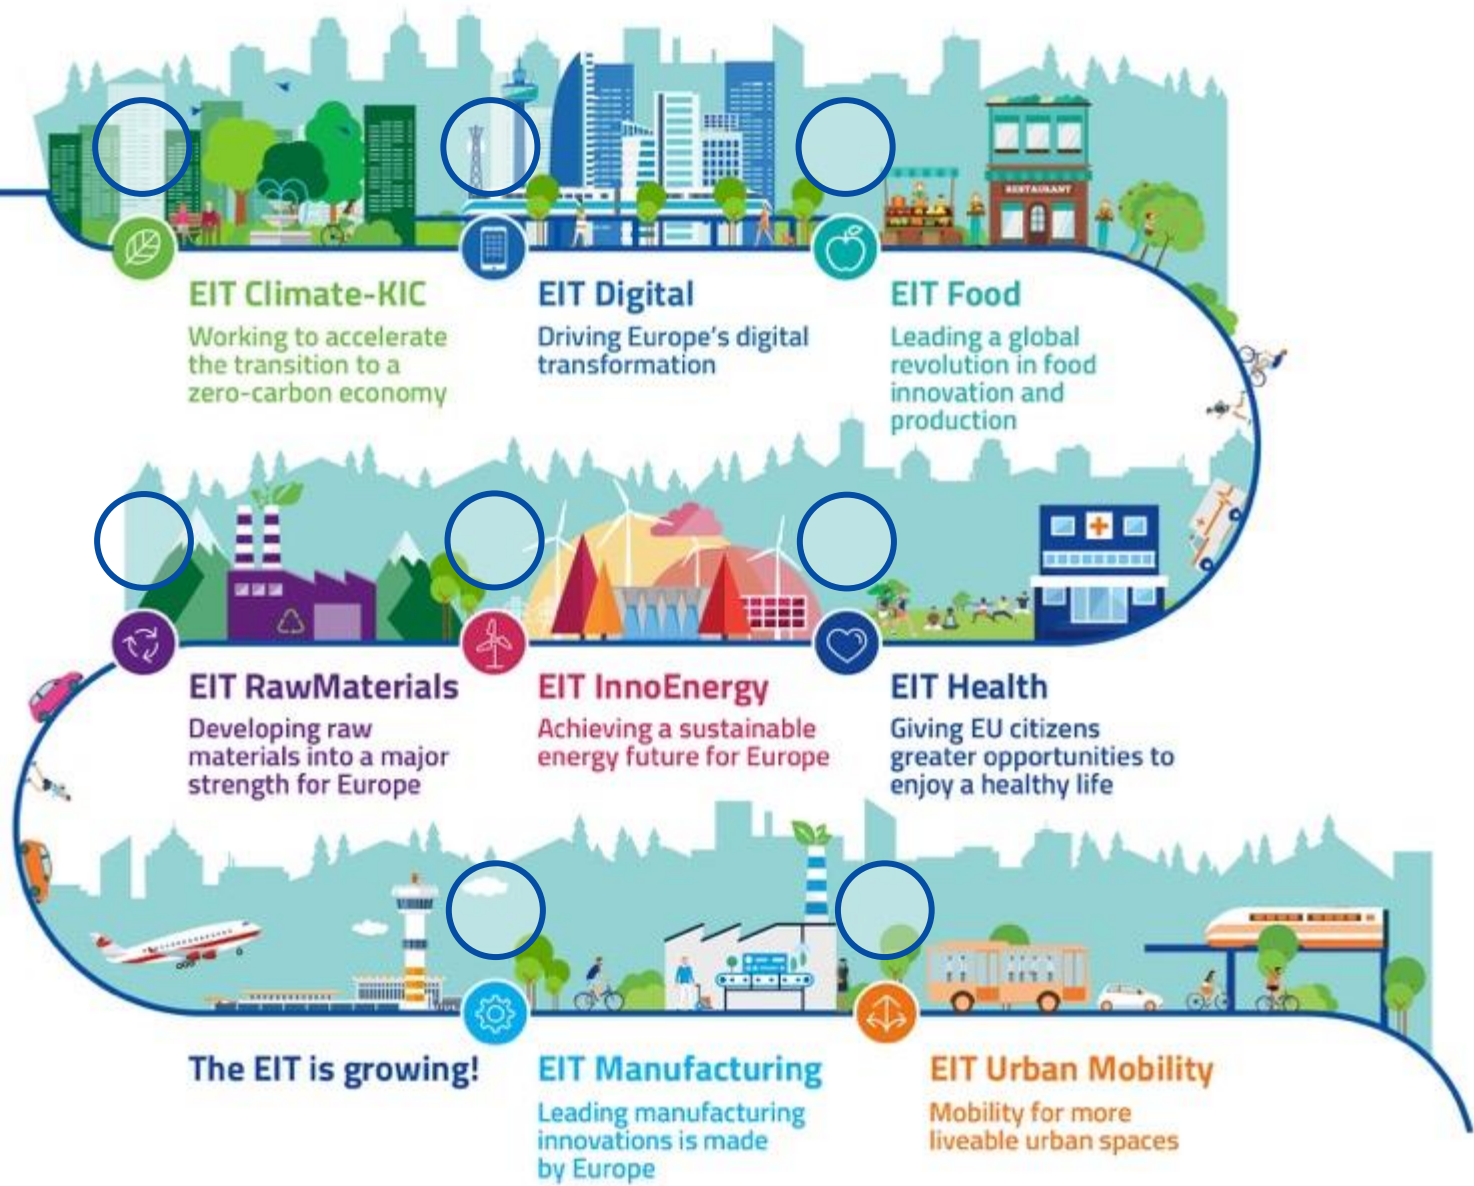 RESTAURANT
EIT Climate-KIC
Working to accelerate
the transition to a
zero-carbon economy
EIT Digital
Driving Europe's digital
transformation
EIT Food
Leading a global
revolution in food
innovation and
production
EIT RawMaterials
Developing raw
materials into a major
strength for Europe
EIT InnoEnergy
Achieving a sustainable
energy future for Europe
EIT Health
Giving EU citizens
greater opportunities to
enjoy a healthy life
The EIT is growing!
EIT Manufacturing
Leading manufacturing
innovations is made
by Europe
EIT Urban Mobility
Mobility for more
liveable urban spaces